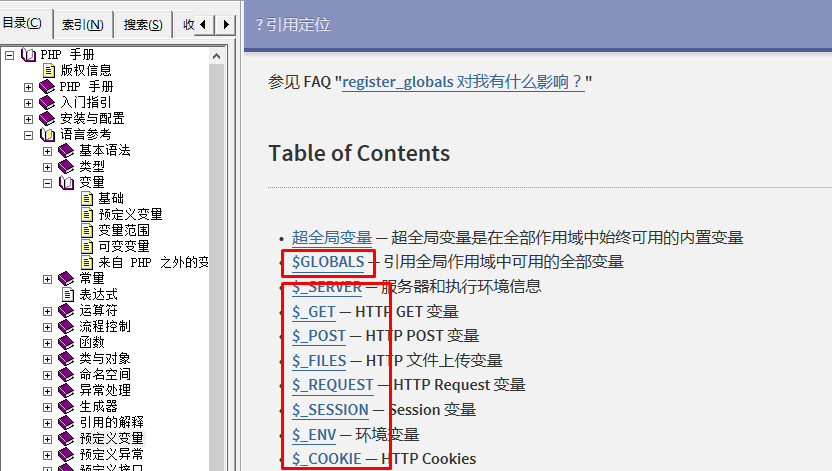 目录(C) 索引(N) 搜索(S) 收
PHP 手册
版权信息
PHP 手册
入门指引
安装与配置
语言参考
基本语法
类型
变量
基础
预定义变量
变量范围
可变变量
来自 PHP 之外的变
常量
表达式
运算符
流程控制
函数
类与对象
命名空间
异常处理
生成器
引用的解释
预定义变量
预定义异常
预定义接口
? 引用定位
参见 FAQ "register_globals 对我有什么影响？"
Table of Contents
• 超全局变量 — 超全局变量是在全部作用域中始终可用的内置变量
• $GLOBALS — 引用全局作用域中可用的全部变量
• $_SERVER — 服务器和执行环境信息
• $_GET — HTTP GET 变量
• $_POST — HTTP POST 变量
• $_FILES — HTTP 文件上传变量
• $_REQUEST — HTTP Request 变量
• $_SESSION — Session 变量
• $_ENV — 环境变量
• $_COOKIE — HTTP Cookies